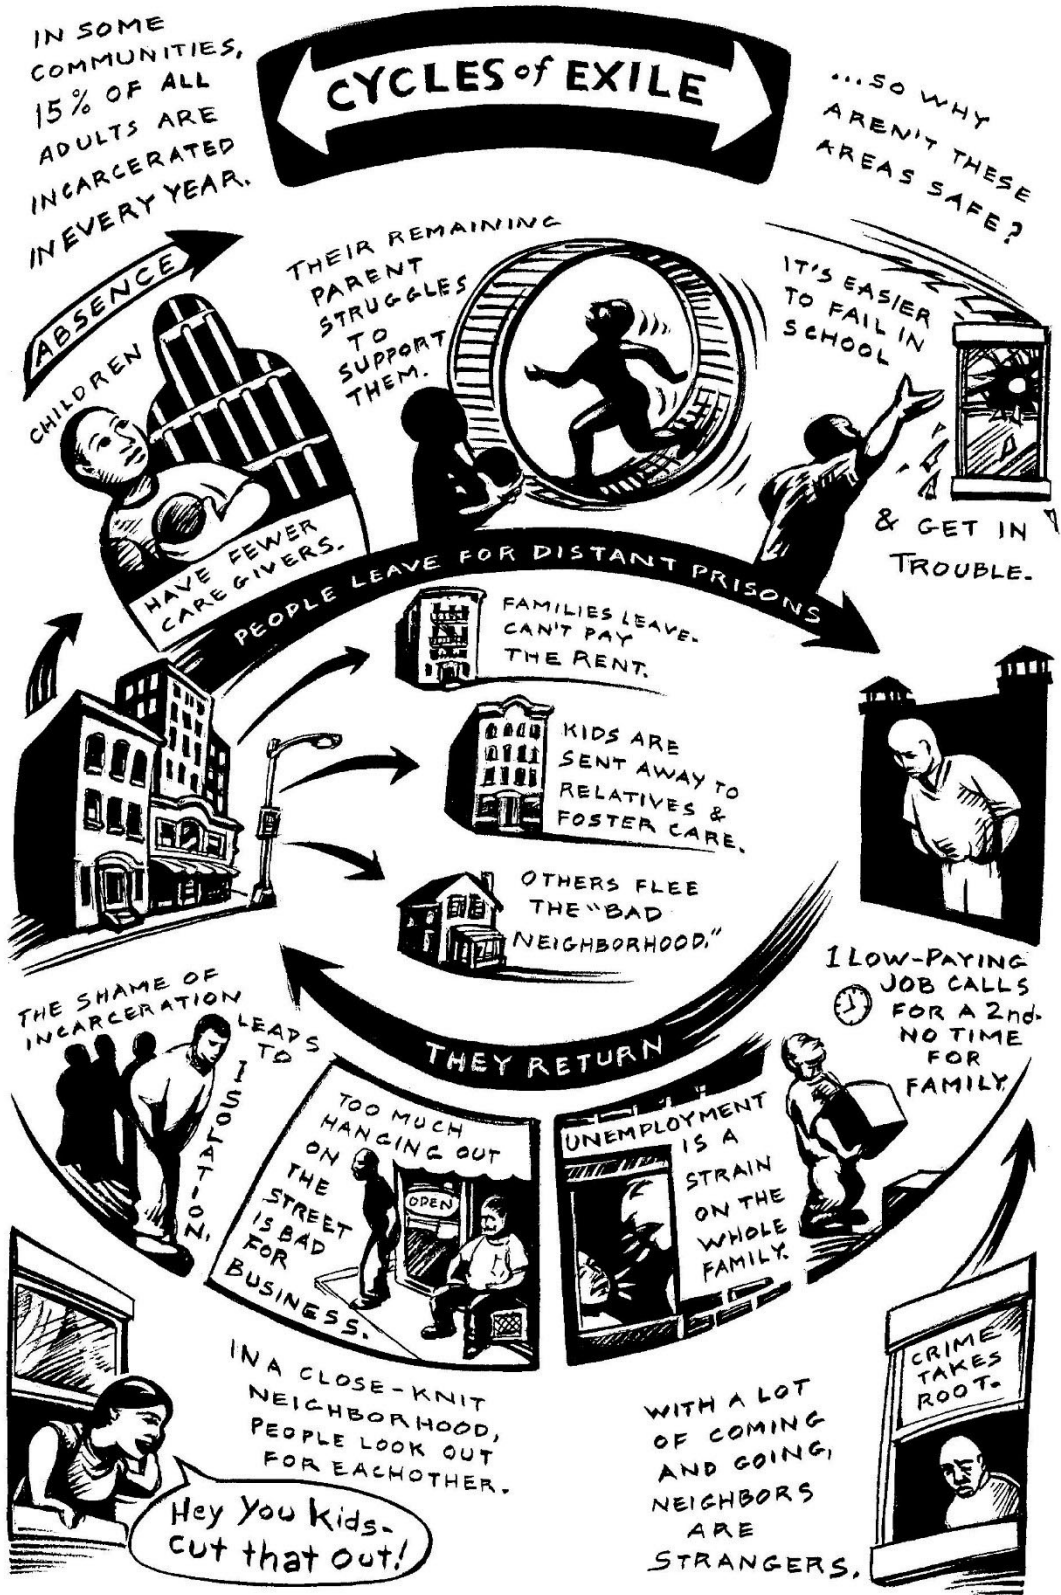 IN SOME
COMMUNITIES,
15% OF ALL
ADULTS ARE
INCARCERATED
IN EVERY YEAR.
CYCLES of EXILE
...SO WHY
AREN'T THESE
AREAS SAFE?
ABSENCE
CHILDREN
HAVE FEWER
CARE GIVERS.
THEIR REMAINING
PARENT
STRUGGLES
TO
SUPPORT
THEM.
IT'S EASIER
TO FAIL IN
SCHOOL
& GET IN
TROUBLE.
PEOPLE LEAVE FOR DISTANT PRISONS
FAMILIES LEAVE-
CAN'T PAY
THE RENT.
KIDS ARE
SENT AWAY TO
RELATIVES &
FOSTER CARE.
OTHERS FLEE
THE "BAD
NEIGHBORHOOD."
1 LOW-PAYING
JOB CALLS
FOR A 2nd-
NO TIME
FOR
FAMILY.
THEY RETURN
THE SHAME OF
INCARCERATION
LEADS
TO
ISOLATION.
TOO MUCH
HANGING OUT
ON
THE
STREET
IS BAD
FOR
BUSINESS.
OPEN
UNEMPLOYMENT
IS A
STRAIN
ON THE
WHOLE
FAMILY.
IN A CLOSE-KNIT
NEIGHBORHOOD,
PEOPLE LOOK OUT
FOR EACHOTHER.
Hey You Kids-
cut that out!
WITH A LOT
OF COMING
AND GOING,
NEIGHBORS
ARE
STRANGERS.
CRIME
TAKES
ROOT.